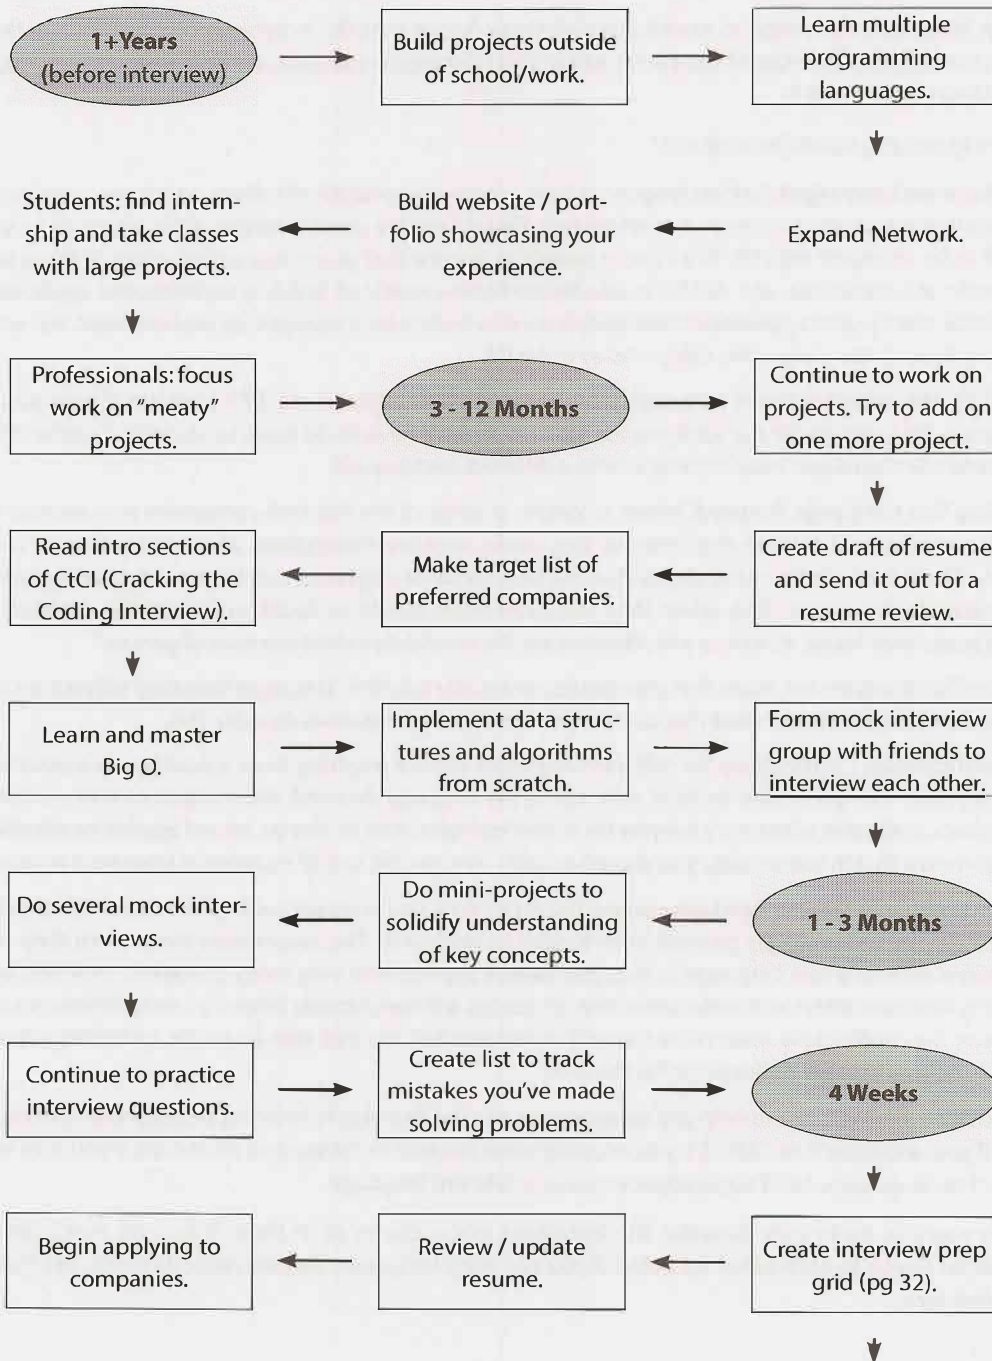 1+Years
(before interview)
Build projects outside
of school/work.
Learn multiple
programming
languages.
Students: find intern-
ship and take classes
with large projects.
Build website / port-
folio showcasing your
experience.
Expand Network.
Professionals: focus
work on "meaty"
projects.
3 - 12 Months
Continue to work on
projects. Try to add on
one more project.
Read intro sections
of CtCI (Cracking the
Coding Interview).
Make target list of
preferred companies.
Create draft of resume
and send it out for a
resume review.
Learn and master
Big O.
Implement data struc-
tures and algorithms
from scratch.
Form mock interview
group with friends to
interview each other.
Do several mock inter-
views.
Do mini-projects to
solidify understanding
of key concepts.
1 - 3 Months
Continue to practice
interview questions.
Create list to track
mistakes you've made
solving problems.
4 Weeks
Begin applying to
companies.
Review / update
resume.
Create interview prep
grid (pg 32).